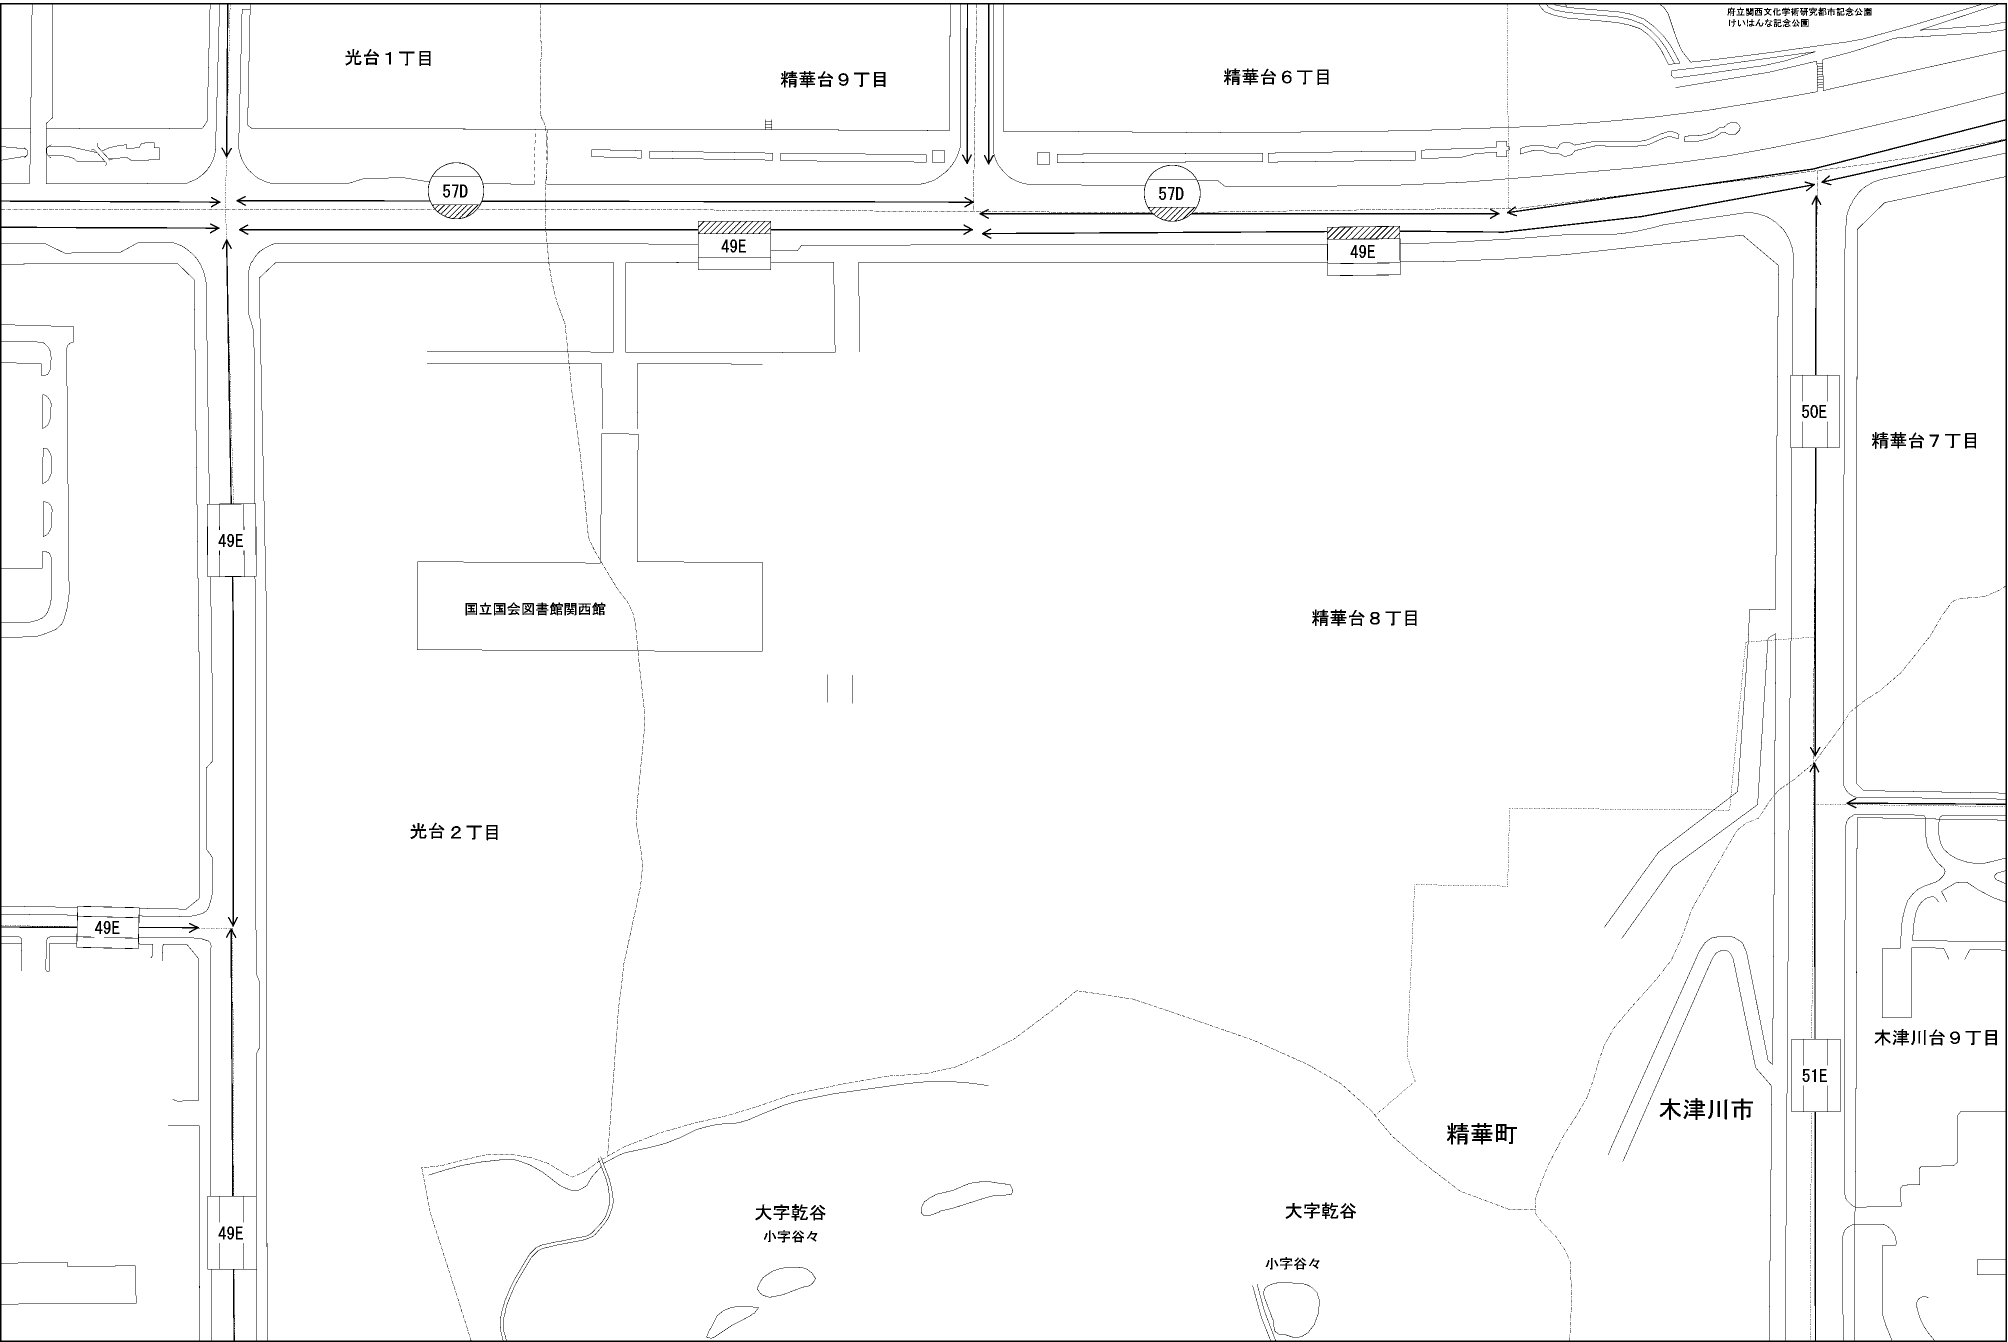 府立関西文化学術研究都市記念公園
けいはんな記念公園
光台１丁目
精華台９丁目
精華台６丁目
57D
57D
49E
49E
50E
精華台７丁目
49E
国立国会図書館関西館
精華台８丁目
光台２丁目
49E
木津川台９丁目
51E
木津川市
精華町
大字乾谷
小字谷々
大字乾谷
小字谷々
49E